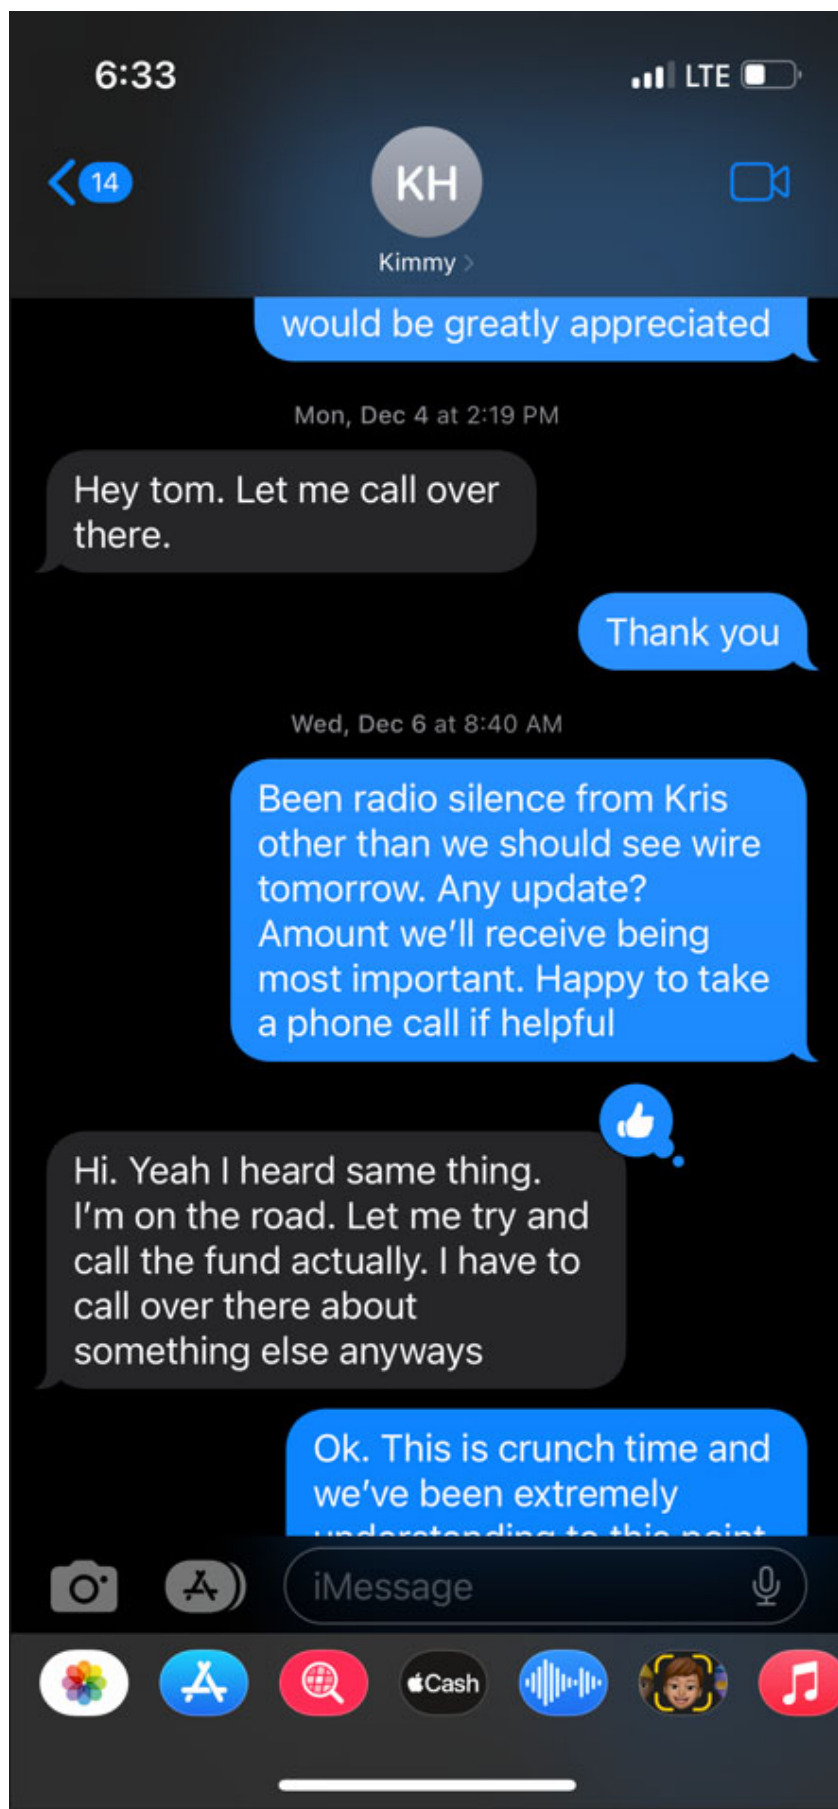 6:33
LTE
14
KH
Kimmy
would be greatly appreciated
Mon, Dec 4 at 2:19 PM
Hey tom. Let me call over
there.
Thank you
Wed, Dec 6 at 8:40 AM
Been radio silence from Kris
other than we should see wire
tomorrow. Any update?
Amount we’ll receive being
most important. Happy to take
a phone call if helpful
Hi. Yeah I heard same thing.
I’m on the road. Let me try and
call the fund actually. I have to
call over there about
something else anyways
Ok. This is crunch time and
we’ve been extremely
understanding to this point
iMessage
Cash